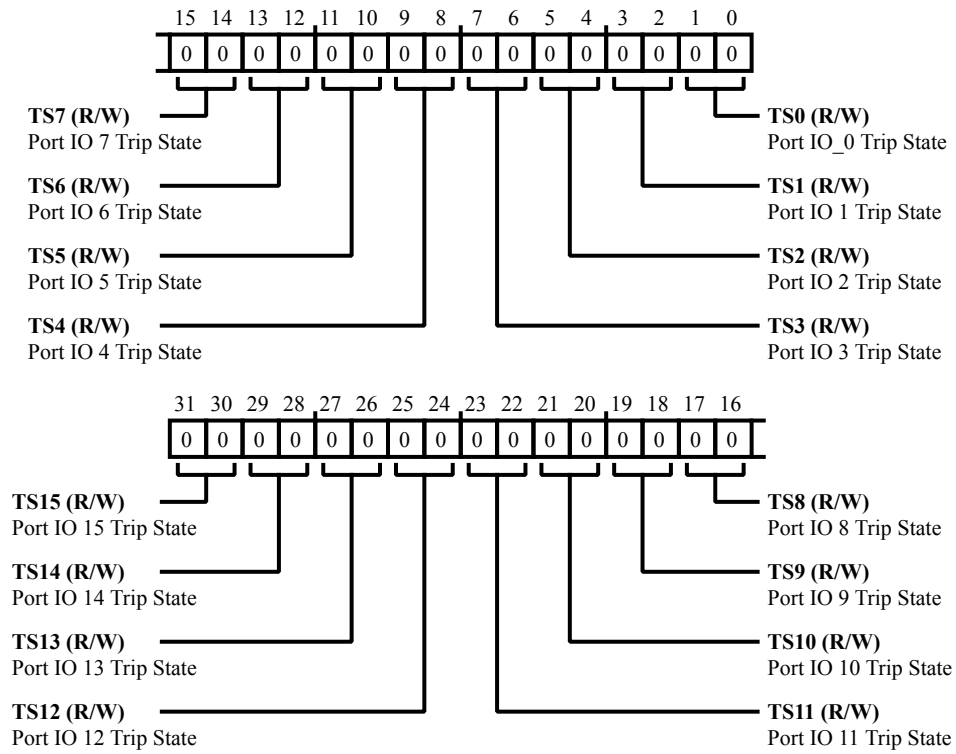 15 14 13 12 11 10 9 8 7 6 5 4 3 2 1 0
0 0 0 0 0 0 0 0 0 0 0 0 0 0 0 0
TS7 (R/W)
Port IO 7 Trip State
TS0 (R/W)
Port IO_0 Trip State
TS6 (R/W)
Port IO 6 Trip State
TS1 (R/W)
Port IO 1 Trip State
TS5 (R/W)
Port IO 5 Trip State
TS2 (R/W)
Port IO 2 Trip State
TS4 (R/W)
Port IO 4 Trip State
TS3 (R/W)
Port IO 3 Trip State
31 30 29 28 27 26 25 24 23 22 21 20 19 18 17 16
0 0 0 0 0 0 0 0 0 0 0 0 0 0 0 0
TS15 (R/W)
Port IO 15 Trip State
TS8 (R/W)
Port IO 8 Trip State
TS14 (R/W)
Port IO 14 Trip State
TS9 (R/W)
Port IO 9 Trip State
TS13 (R/W)
Port IO 13 Trip State
TS10 (R/W)
Port IO 10 Trip State
TS12 (R/W)
Port IO 12 Trip State
TS11 (R/W)
Port IO 11 Trip State